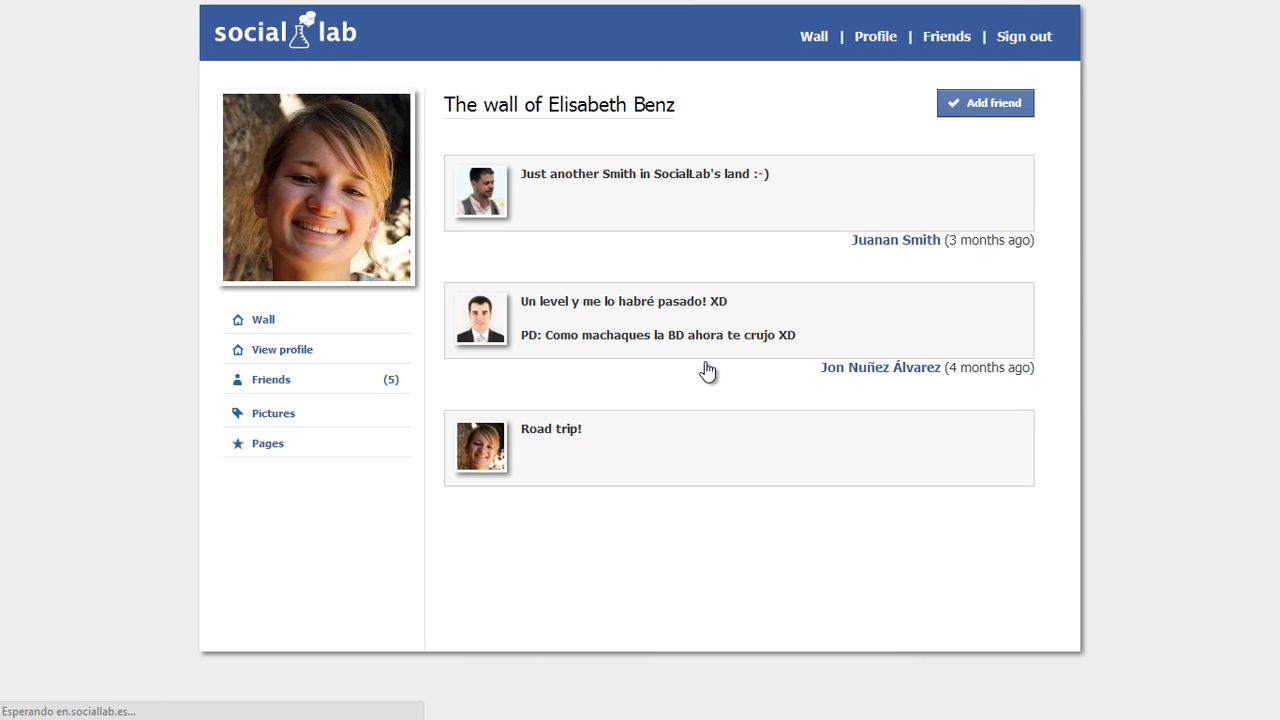 social lab
Wall | Profile | Friends | Sign out
The wall of Elisabeth Benz
Add friend
Just another Smith in SocialLab's land :-)
Juanan Smith (3 months ago)
Wall
View profile
Friends (5)
Pictures
Pages
Un level y me lo habré pasado! XD
PD: Como machaques la BD ahora te crujo XD
Jon Nuñez Álvarez (4 months ago)
Road trip!
Esperando en.sociallab.es...